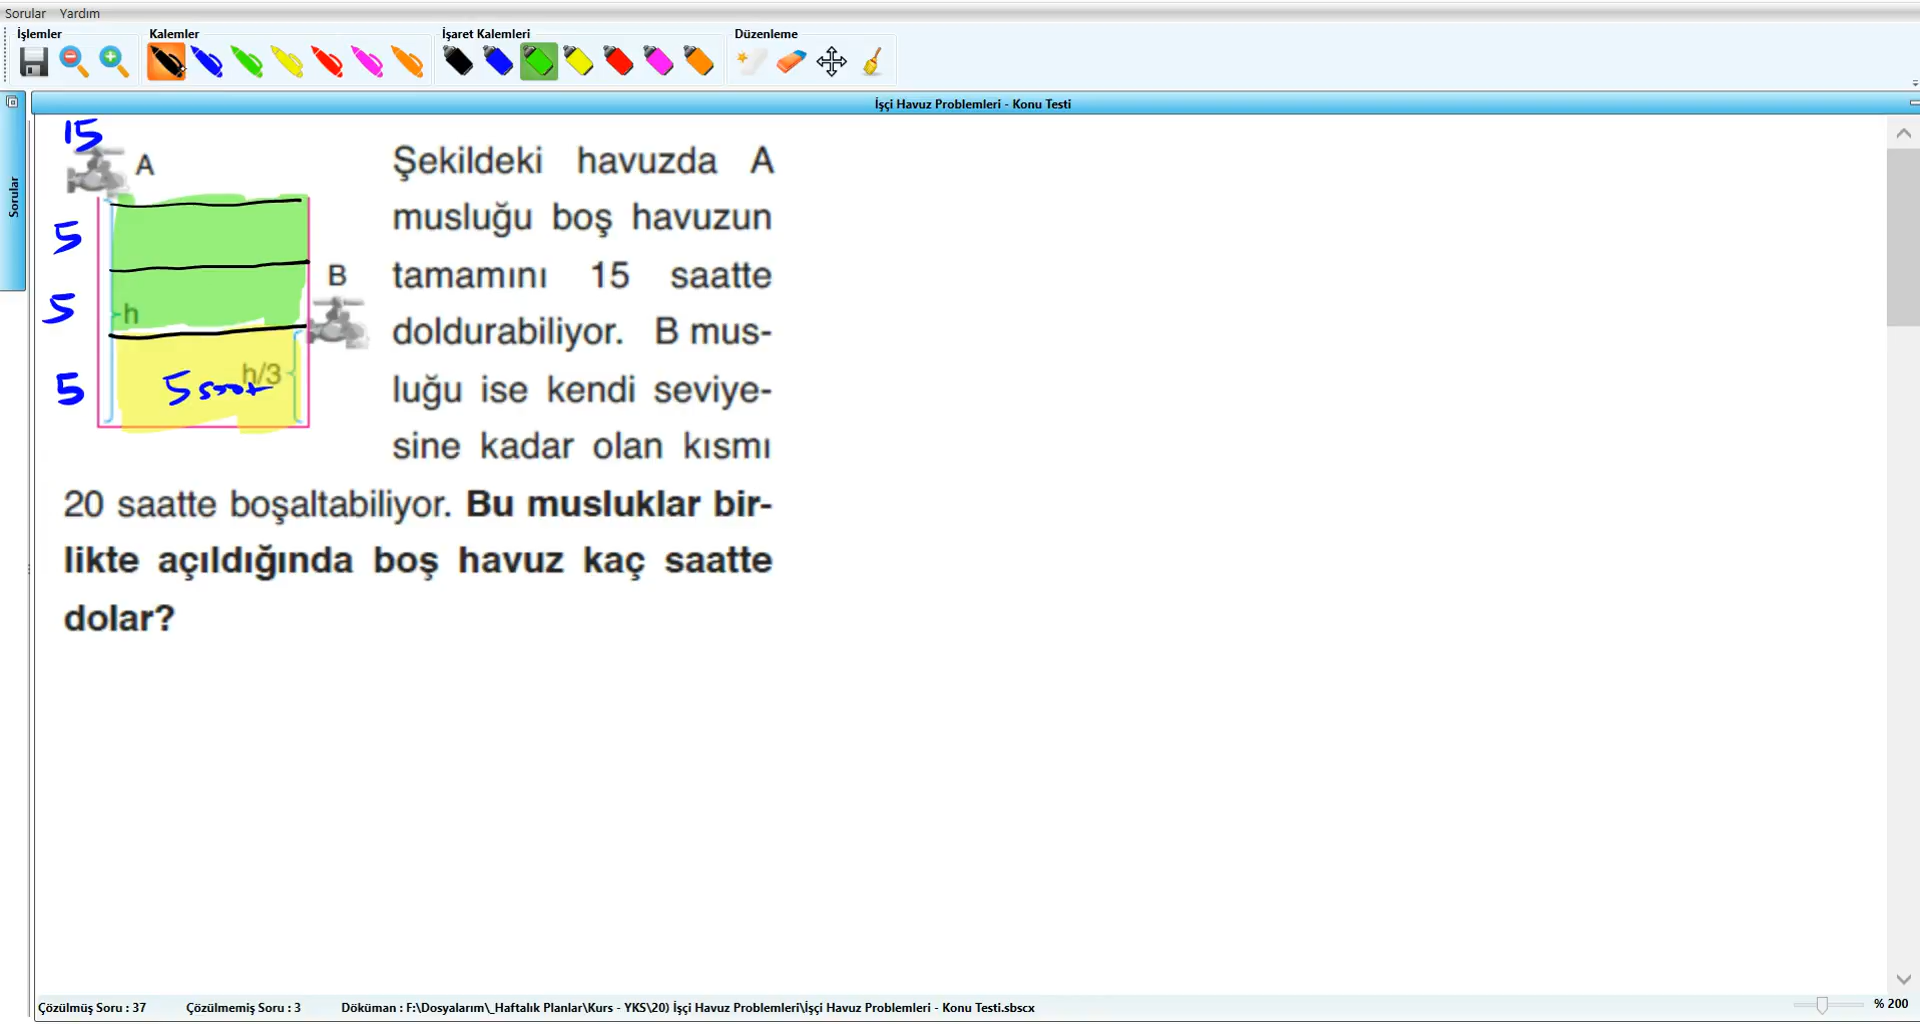 Sorular Yardım
İşlemler Kalemler İşaret Kalemleri Düzenleme
İşçi Havuz Problemleri - Konu Testi
Sorular
15
A
5
5
5
h
B
h/3
5 saat
Şekildeki havuzda A
musluğu boş havuzun
tamamını 15 saatte
doldurabiliyor. B mus-
luğu ise kendi seviye-
sine kadar olan kısmı
20 saatte boşaltabiliyor. Bu musluklar bir-
likte açıldığında boş havuz kaç saatte
dolar?
Çözülmüş Soru : 37 Çözülmemiş Soru : 3 Döküman : F:\Dosyalarım\_Haftalık Planlar\Kurs - YKS\20) İşçi Havuz Problemleri\İşçi Havuz Problemleri - Konu Testi.sbscx % 200